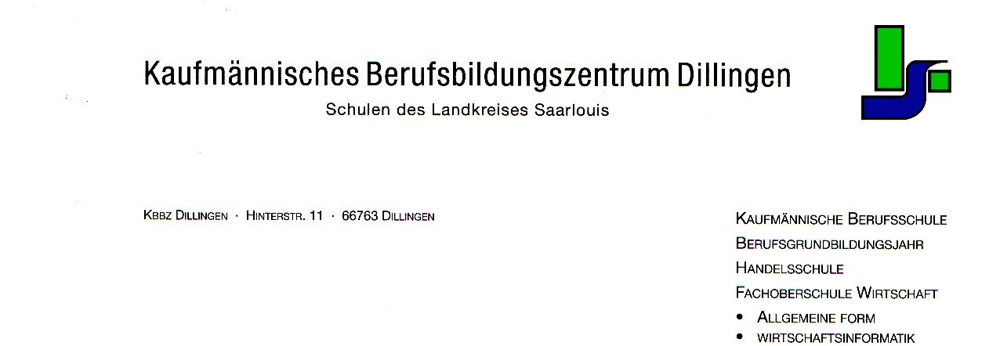 Kaufmännisches Berufsbildungszentrum Dillingen
Schulen des Landkreises Saarlouis
KBBZ DILLINGEN · HINTERSTR. 11 · 66763 DILLINGEN
KAUFMÄNNISCHE BERUFSSCHULE
BERUFSGRUNDBILDUNGSJAHR
HANDELSSCHULE
FACHOBERSCHULE WIRTSCHAFT
• ALLGEMEINE FORM
• WIRTSCHAFTSINFORMATIK